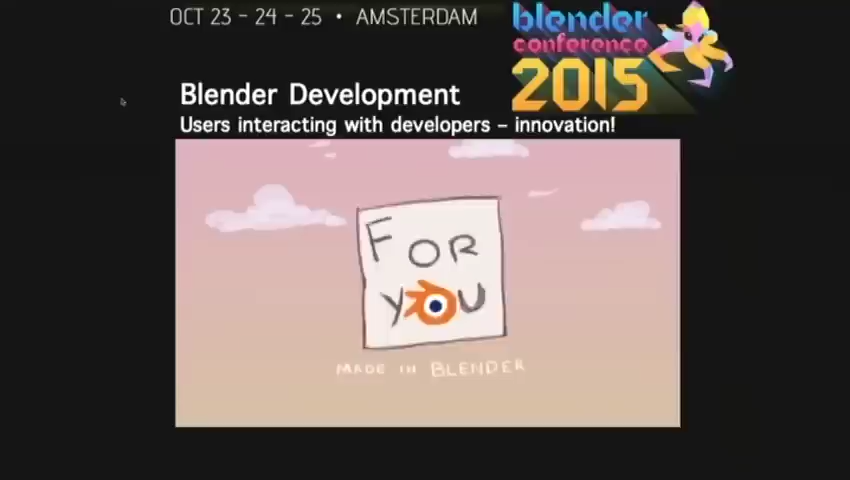 OCT 23 - 24 - 25 • AMSTERDAM
blender
conference
2015
Blender Development
Users interacting with developers – innovation!
FOR
YOU
MADE IN BLENDER